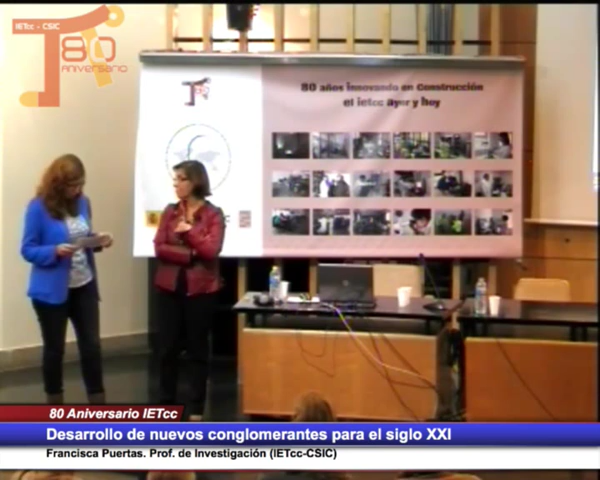 IETcc - CSIC
80
ANIVERSARIO
80 años innovando en Construcción
el ietcc ayer y hoy
80 Aniversario IETcc
Desarrollo de nuevos conglomerantes para el siglo XXI
Francisca Puertas. Prof. de Investigación (IETcc-CSIC)